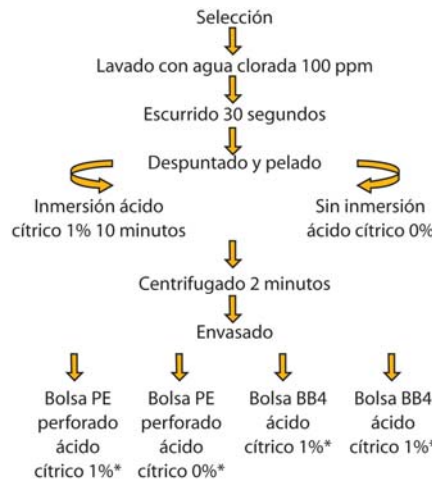 Selección
Lavado con agua clorada 100 ppm
Escurrido 30 segundos
Despuntado y pelado
Inmersión ácido
cítrico 1% 10 minutos
Sin inmersión
ácido cítrico 0%
Centrifugado 2 minutos
Envasado
Bolsa PE
perforado
ácido
cítrico 1%*
Bolsa PE
perforado
ácido
cítrico 0%*
Bolsa BB4
ácido
cítrico 1%*
Bolsa BB4
ácido
cítrico 1%*